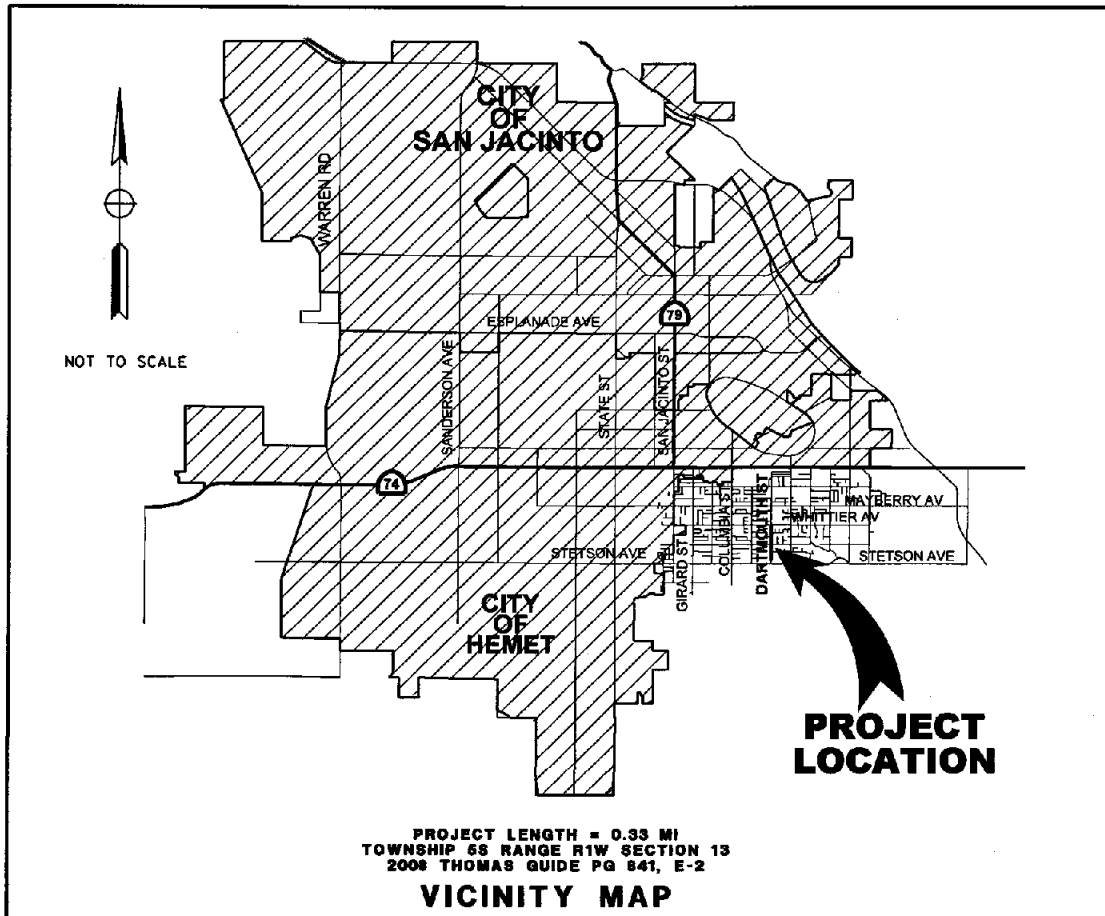 CITY
OF
SAN JACINTO
WARREN RD
NOT TO SCALE
ESPLANADE AVE
79
SANDERSON AVE
STATE ST
SAN JACINTO ST
74
MAYBERRY AV
WHITTIER AV
STETSON AVE
STETSON AVE
GIRARD ST
COLUMBIA ST
DARTMOUTH ST
CITY
OF
HEMET
PROJECT
LOCATION
PROJECT LENGTH = 0.33 MI
TOWNSHIP 5S RANGE R1W SECTION 13
2008 THOMAS GUIDE PG 841, E-2
VICINITY MAP